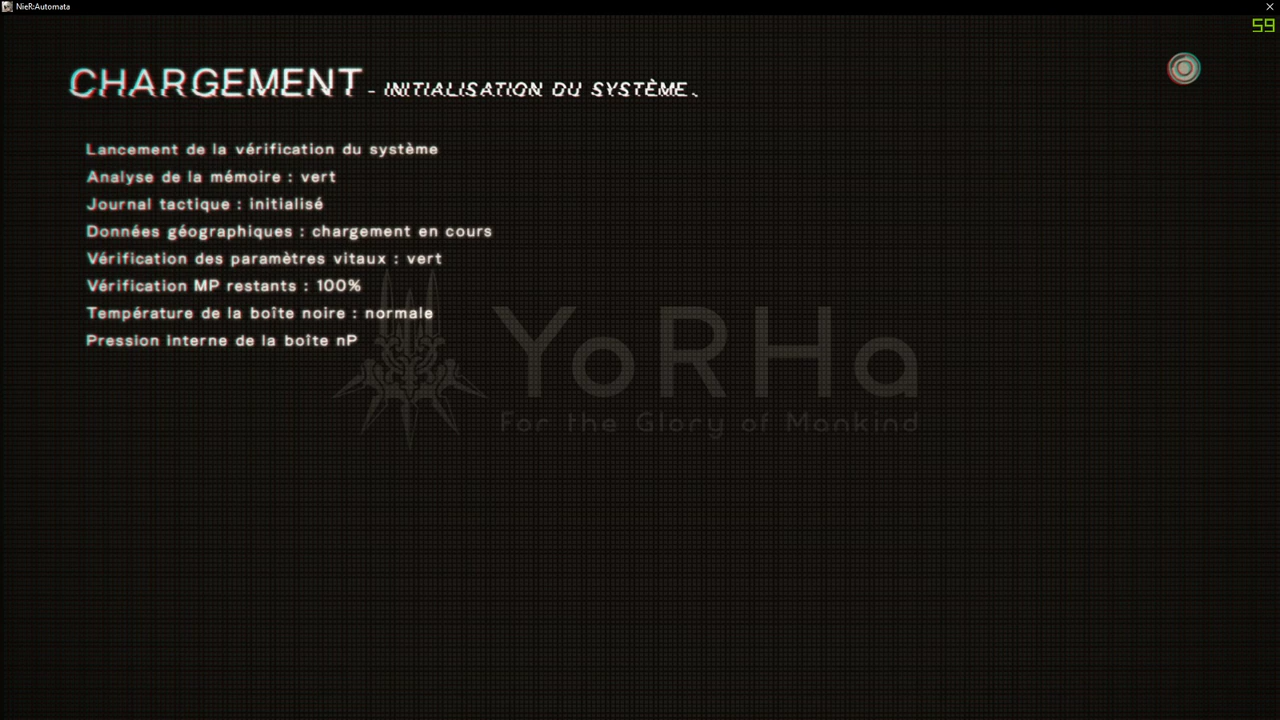 NieR:Automata
59
CHARGEMENT - INITIALISATION DU SYSTÈME.
Lancement de la vérification du système
Analyse de la mémoire : vert
Journal tactique : initialisé
Données géographiques : chargement en cours
Vérification des paramètres vitaux : vert
Vérification MP restants : 100%
Température de la boîte noire : normale
Pression interne de la boîte nP
YoRHa
For the Glory of Mankind